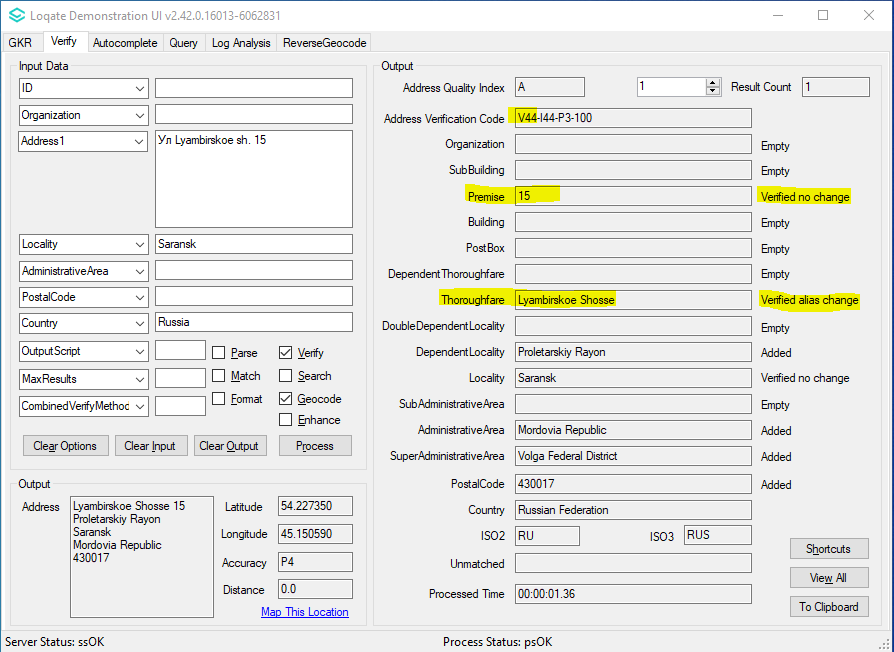 Loqate Demonstration UI v2.42.0.16013-6062831
GKR Verify Autocomplete Query Log Analysis ReverseGeocode
Input Data
ID
Organization
Address1 Ул Lyambirskoe sh. 15
Locality Saransk
AdministrativeArea
PostalCode
Country Russia
OutputScript Parse Verify
MaxResults Match Search
CombinedVerifyMethod Format Geocode
Enhance
Clear Options Clear Input Clear Output Process
Output
Address Lyambirskoe Shosse 15
Proletarskiy Rayon
Saransk
Mordovia Republic
430017
Latitude 54.227350
Longitude 45.150590
Accuracy P4
Distance 0.0
Map This Location
Output
Address Quality Index A 1 Result Count 1
Address Verification Code V44-I44-P3-100
Organization Empty
SubBuilding Empty
Premise 15 Verified no change
Building Empty
PostBox Empty
DependentThoroughfare Empty
Thoroughfare Lyambirskoe Shosse Verified alias change
DoubleDependentLocality Empty
DependentLocality Proletarskiy Rayon Added
Locality Saransk Verified no change
SubAdministrativeArea Empty
AdministrativeArea Mordovia Republic Added
SuperAdministrativeArea Volga Federal District Added
PostalCode 430017 Added
Country Russian Federation
ISO2 RU ISO3 RUS
Unmatched
Processed Time 00:00:01.36
Shortcuts
View All
To Clipboard
Server Status: ssOK Process Status: psOK